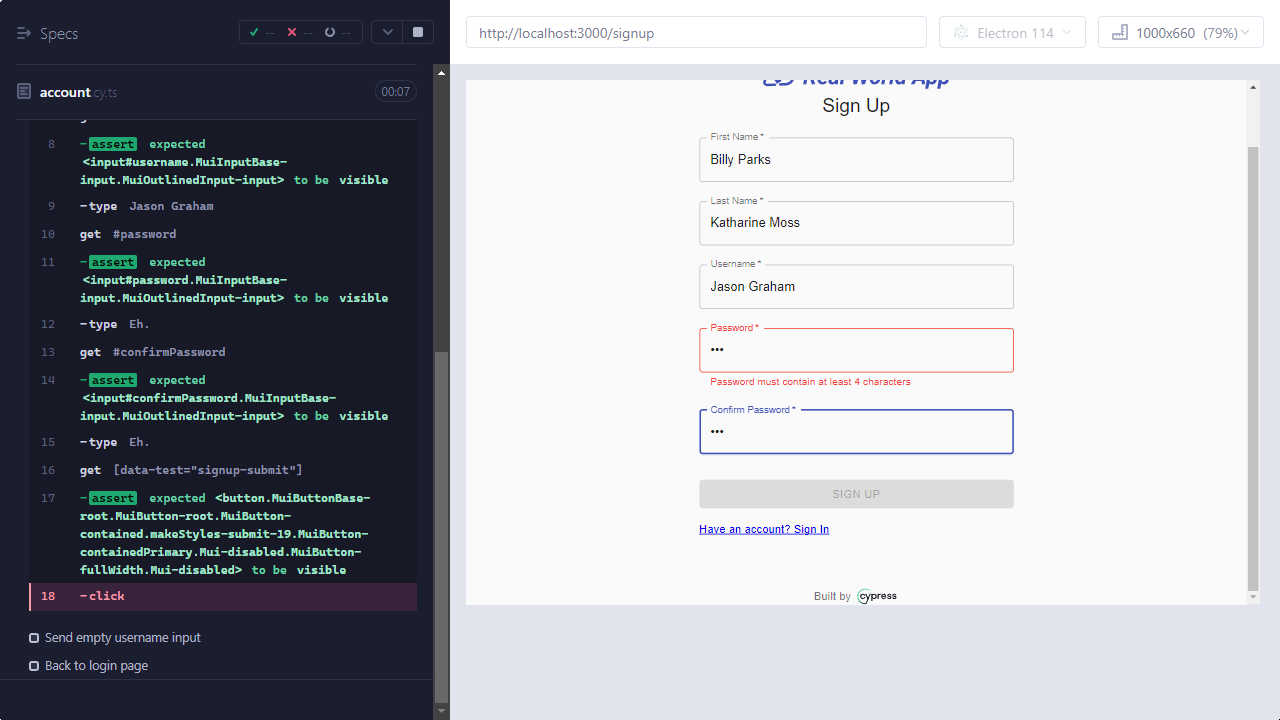 Specs
--
--
--
account.cy.ts
00:07
8 -assert expected
<input#username.MuiInputBase-
input.MuiOutlinedInput-input> to be visible
9 -type Jason Graham
10 get #password
11 -assert expected
<input#password.MuiInputBase-
input.MuiOutlinedInput-input> to be visible
12 -type Eh.
13 get #confirmPassword
14 -assert expected
<input#confirmPassword.MuiInputBase-
input.MuiOutlinedInput-input> to be visible
15 -type Eh.
16 get [data-test="signup-submit"]
17 -assert expected <button.MuiButtonBase-
root.MuiButton-root.MuiButton-
contained.makeStyles-submit-19.MuiButton-
containedPrimary.Mui-disabled.MuiButton-
fullWidth.Mui-disabled> to be visible
18 -click
Send empty username input
Back to login page
http://localhost:3000/signup
Electron 114
1000x660 (79%)
Real World App
Sign Up
First Name *
Billy Parks
Last Name *
Katharine Moss
Username *
Jason Graham
Password *
•••
Password must contain at least 4 characters
Confirm Password *
•••
SIGN UP
Have an account? Sign In
Built by cypress